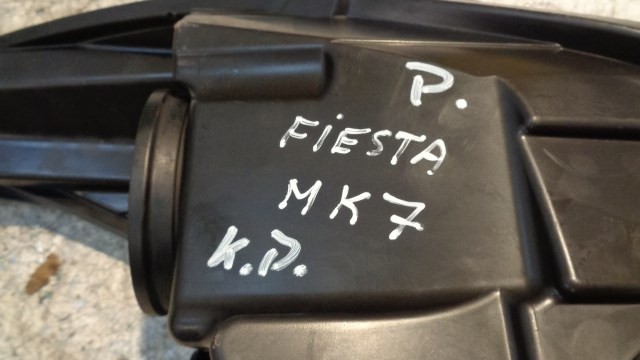 P.
FiESTA
MK7
K.D.